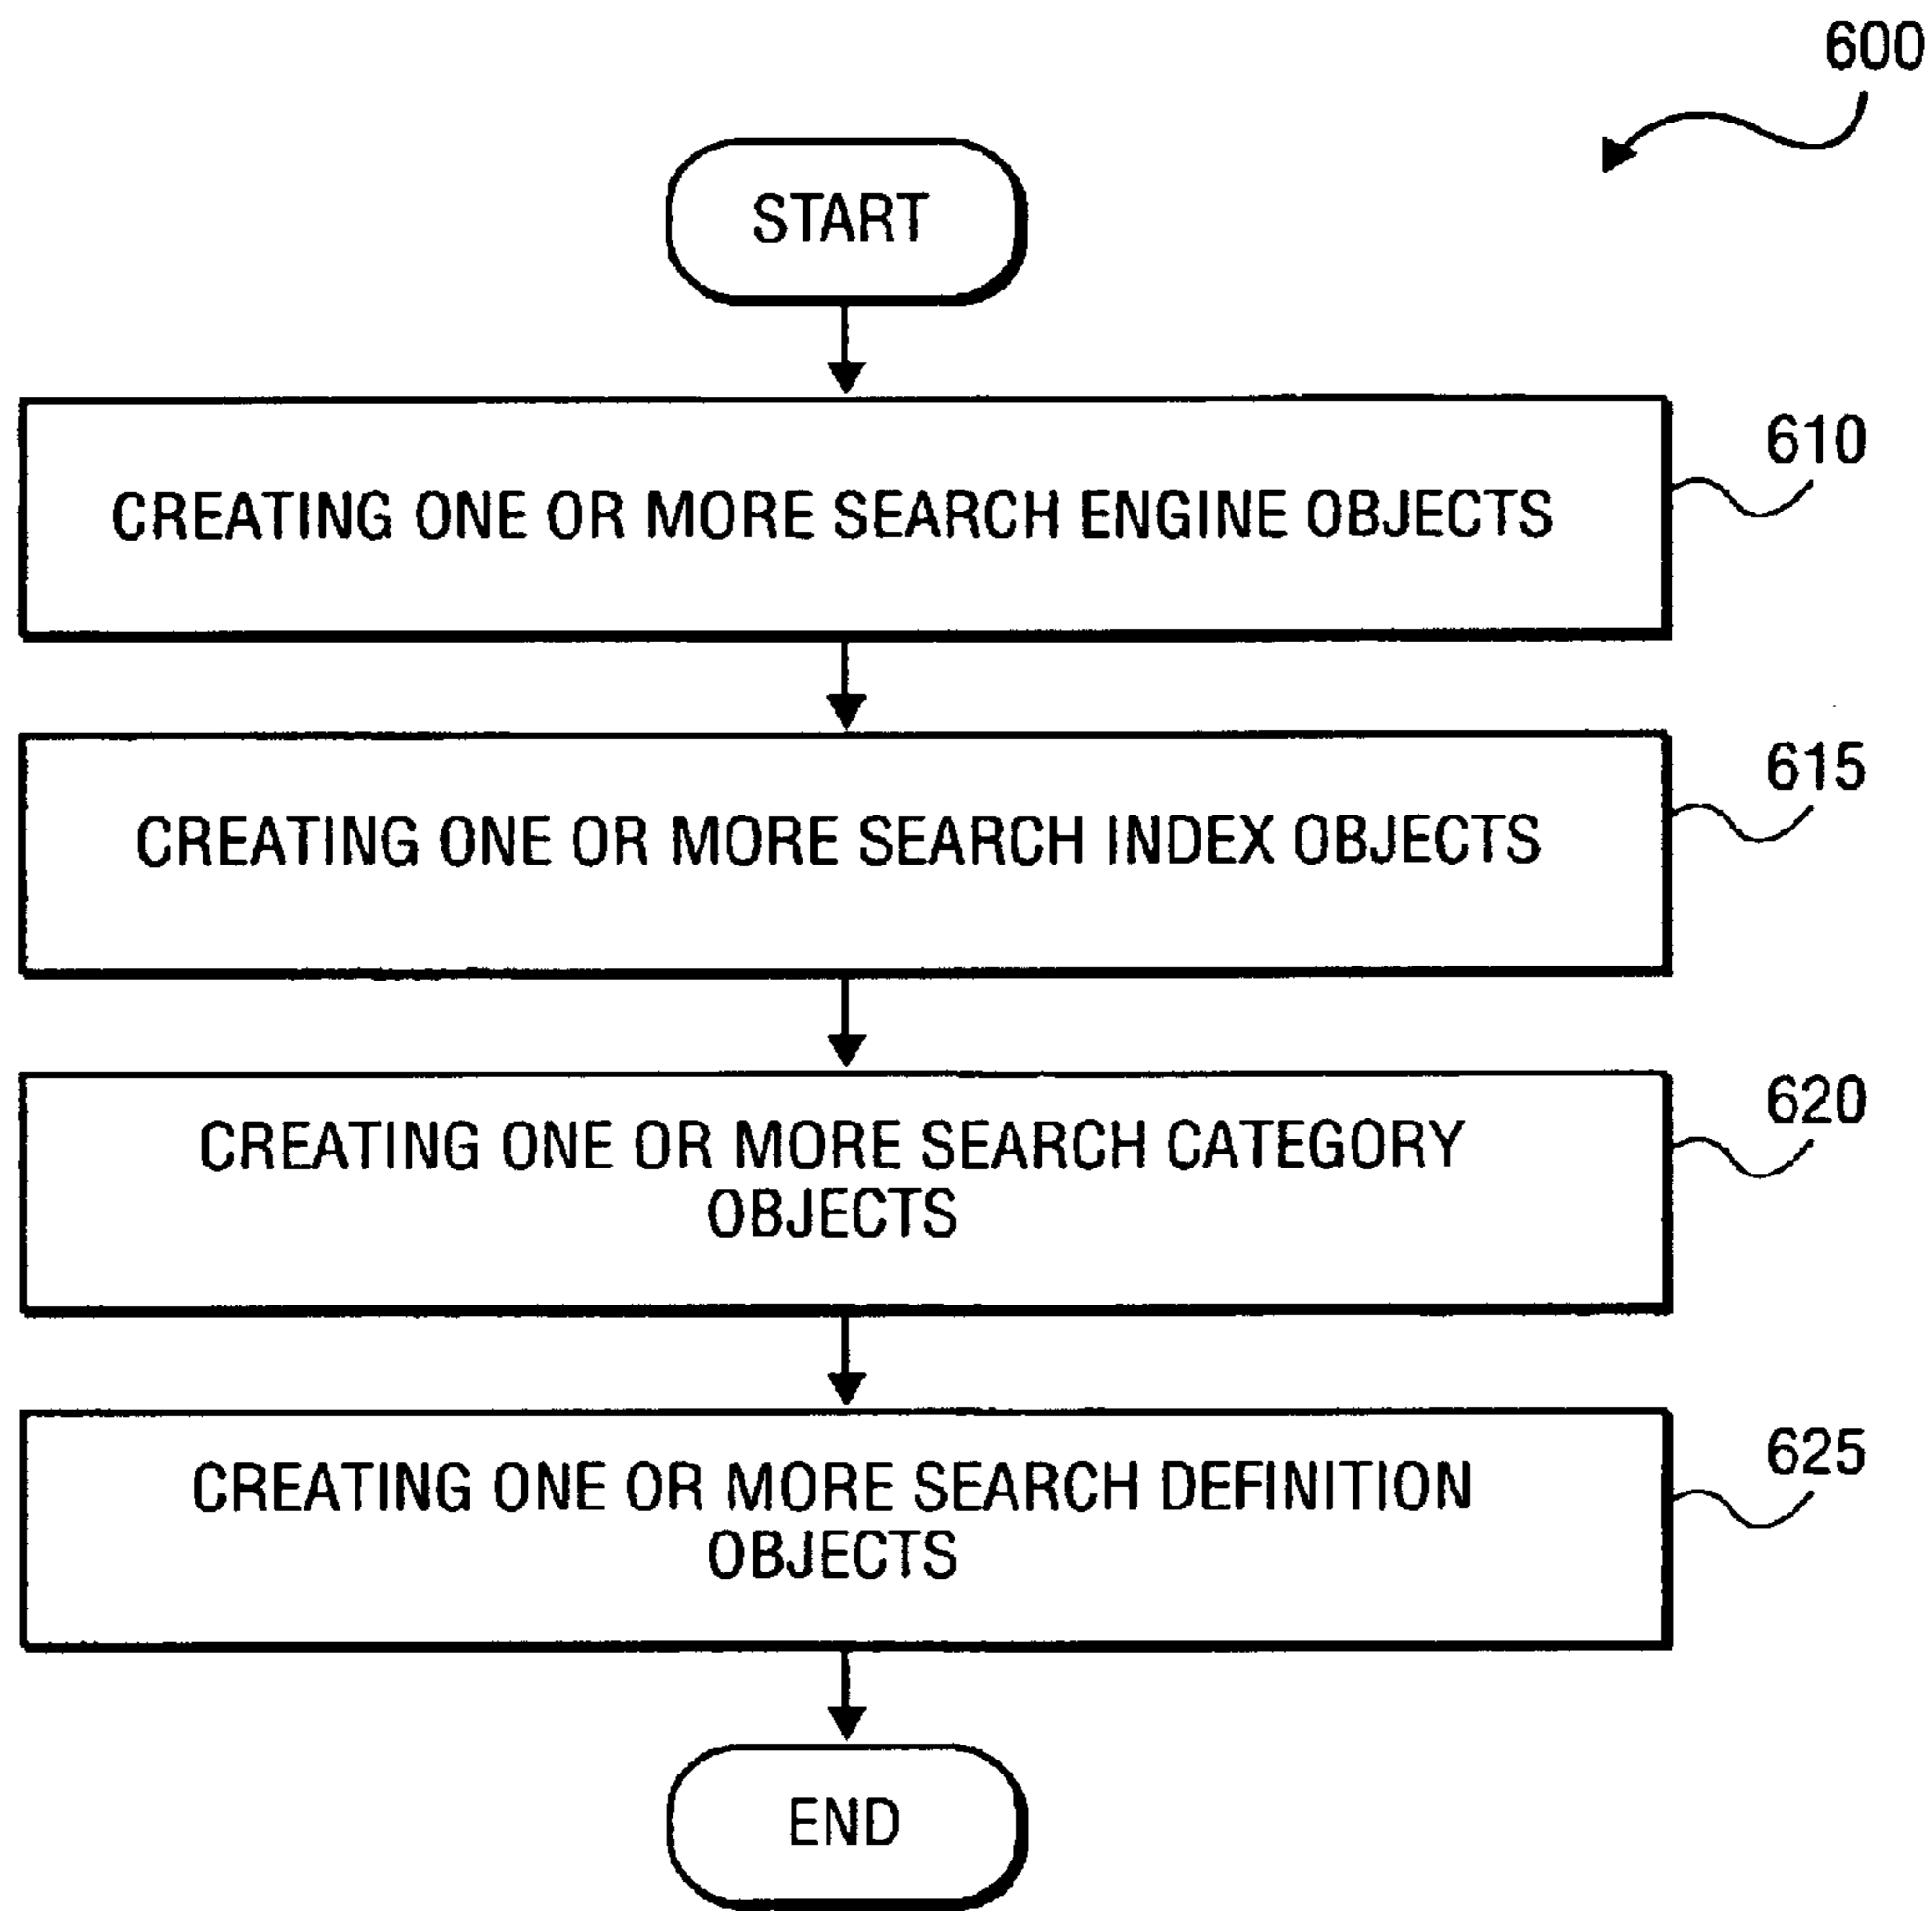 600
START
CREATING ONE OR MORE SEARCH ENGINE OBJECTS
610
CREATING ONE OR MORE SEARCH INDEX OBJECTS
615
CREATING ONE OR MORE SEARCH CATEGORY
OBJECTS
620
CREATING ONE OR MORE SEARCH DEFINITION
OBJECTS
625
END